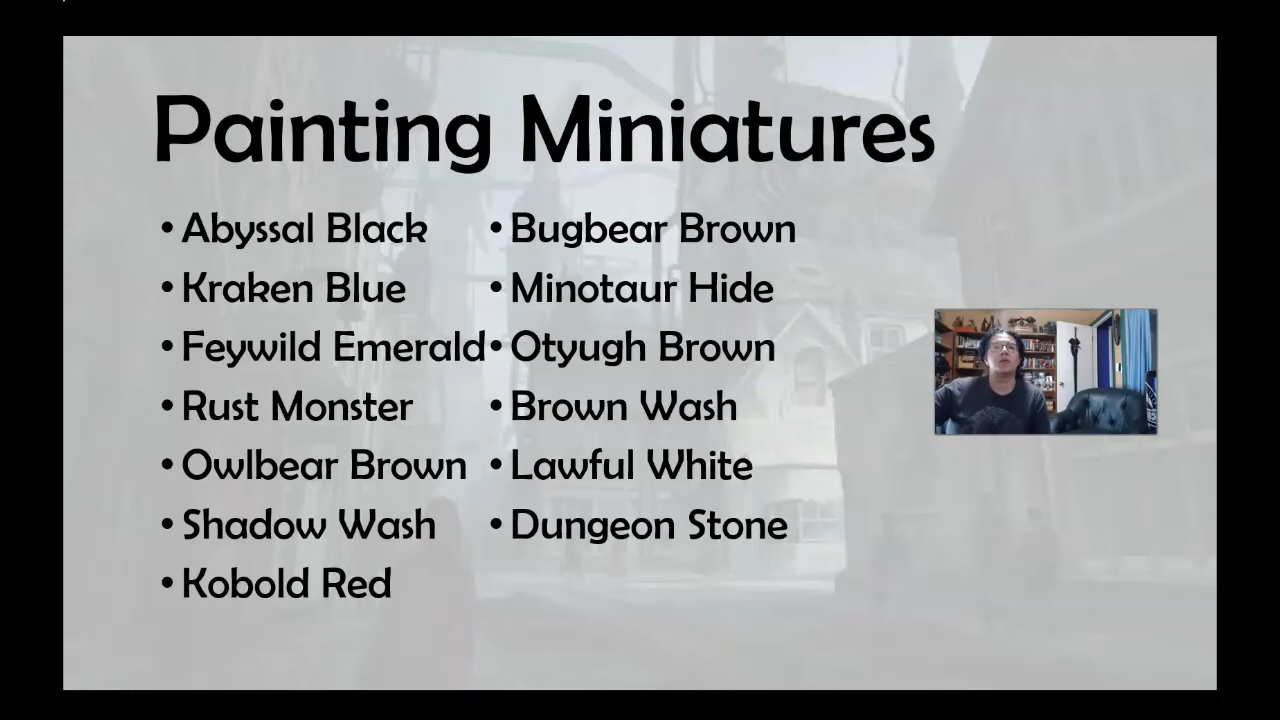 Painting Miniatures
• Abyssal Black
• Kraken Blue
• Feywild Emerald
• Rust Monster
• Owlbear Brown
• Shadow Wash
• Kobold Red
• Bugbear Brown
• Minotaur Hide
• Otyugh Brown
• Brown Wash
• Lawful White
• Dungeon Stone